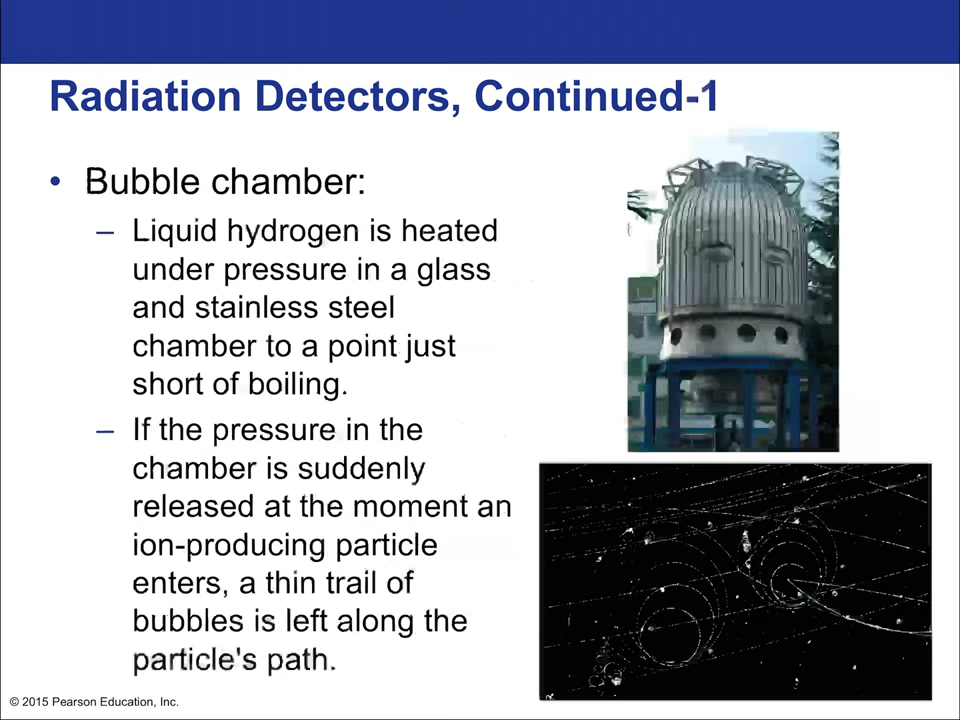 Radiation Detectors, Continued-1
• Bubble chamber:
– Liquid hydrogen is heated
under pressure in a glass
and stainless steel
chamber to a point just
short of boiling.
– If the pressure in the
chamber is suddenly
released at the moment an
ion-producing particle
enters, a thin trail of
bubbles is left along the
particle's path.
© 2015 Pearson Education, Inc.